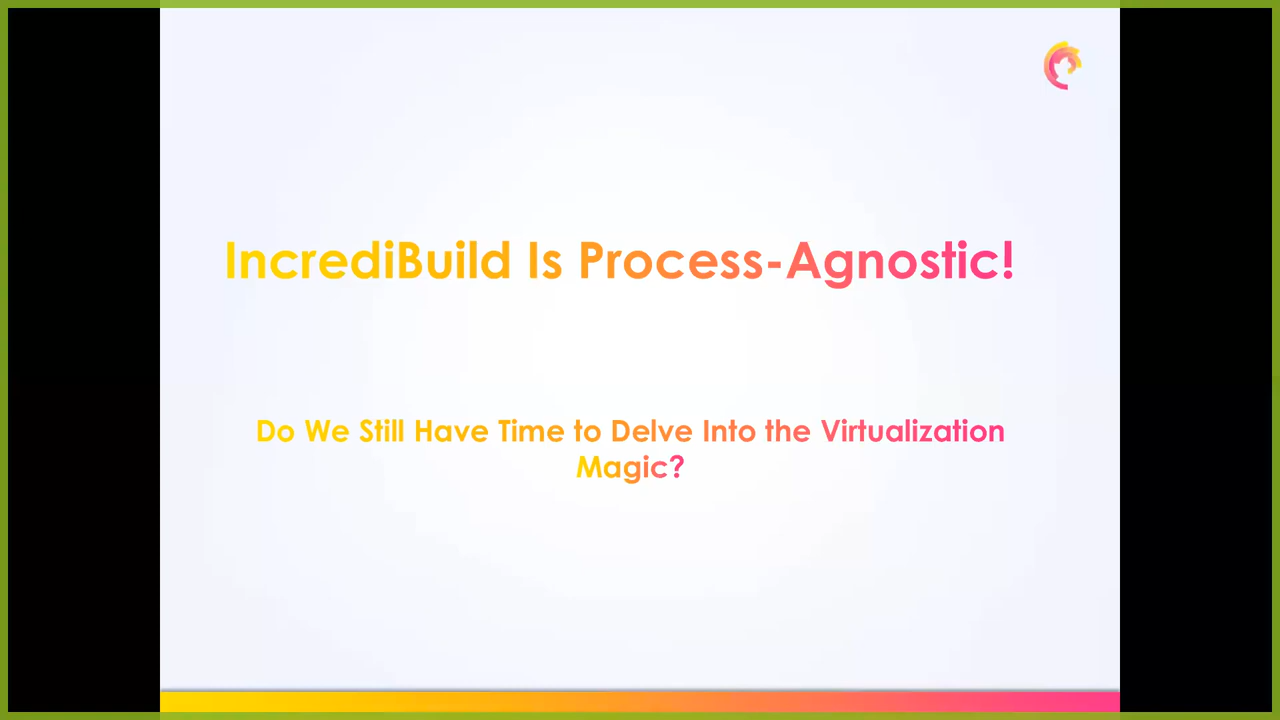 IncrediBuild Is Process-Agnostic!
Do We Still Have Time to Delve Into the Virtualization
Magic?